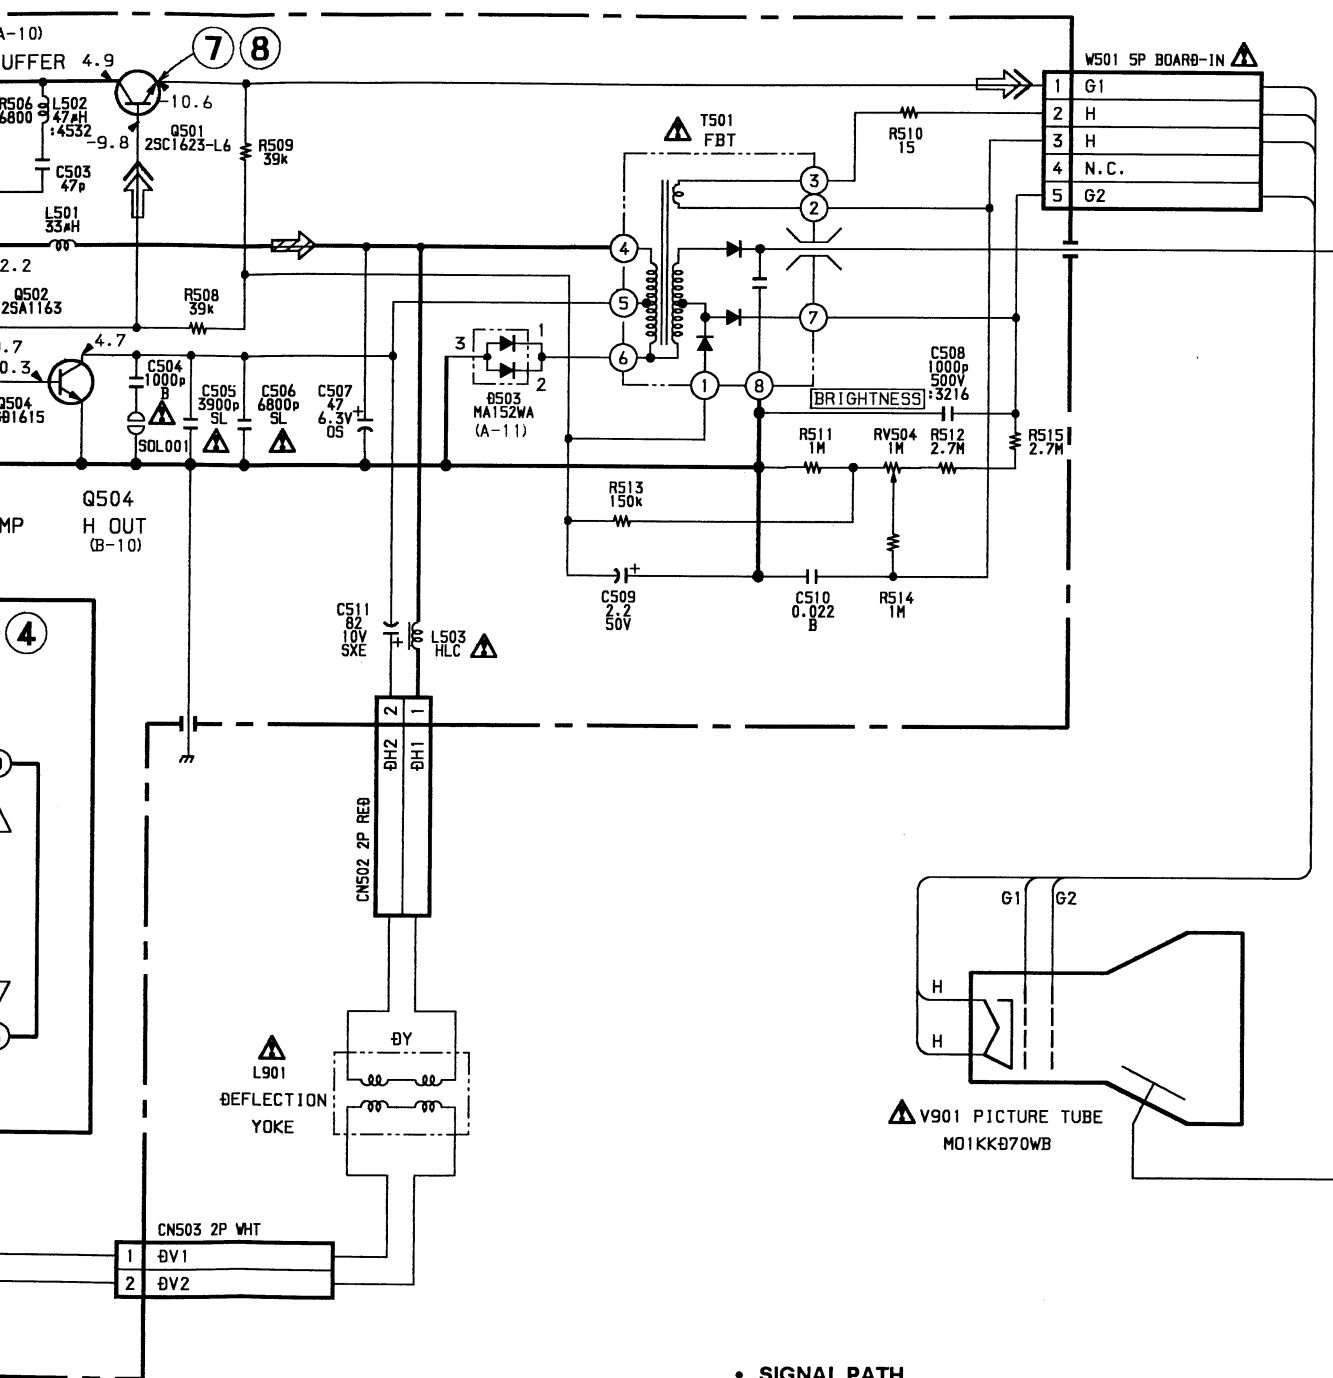 A-10)
UFFER 4.9
7 8
-10.6
R506
6800
L502
47μH
:4532
-9.8
Q501
2SC1623-L6
R509
39k
C503
47p
L501
33μH
2.2
Q502
2SA1163
R508
39k
.7
0.3
4.7
Q504
B1615
C504
1000p
B
SOL001
C505
3900p
SL
C506
6800p
SL
C507
47
6.3V
OS
+
3
1
2
D503
MA152WA
(A-11)
T501
FBT
3
2
4
5
6
7
1
8
R510
15
W501 5P BOARD-IN
1 G1
2 H
3 H
4 N.C.
5 G2
BRIGHTNESS
C508
1000p
500V
:3216
R511
1M
RV504
1M
R512
2.7M
R515
2.7M
R513
150k
C509
2.2
50V
+
C510
0.022
B
R514
1M
Q504
MP H OUT
(B-10)
4
C511
82
10V
SXE
+
L503
HLC
2 1
DH2 DH1
CN502 2P RED
DY
L901
DEFLECTION
YOKE
G1 G2
H
H
V901 PICTURE TUBE
M01KKD70WB
CN503 2P WHT
1 DV1
2 DV2
• SIGNAL PATH